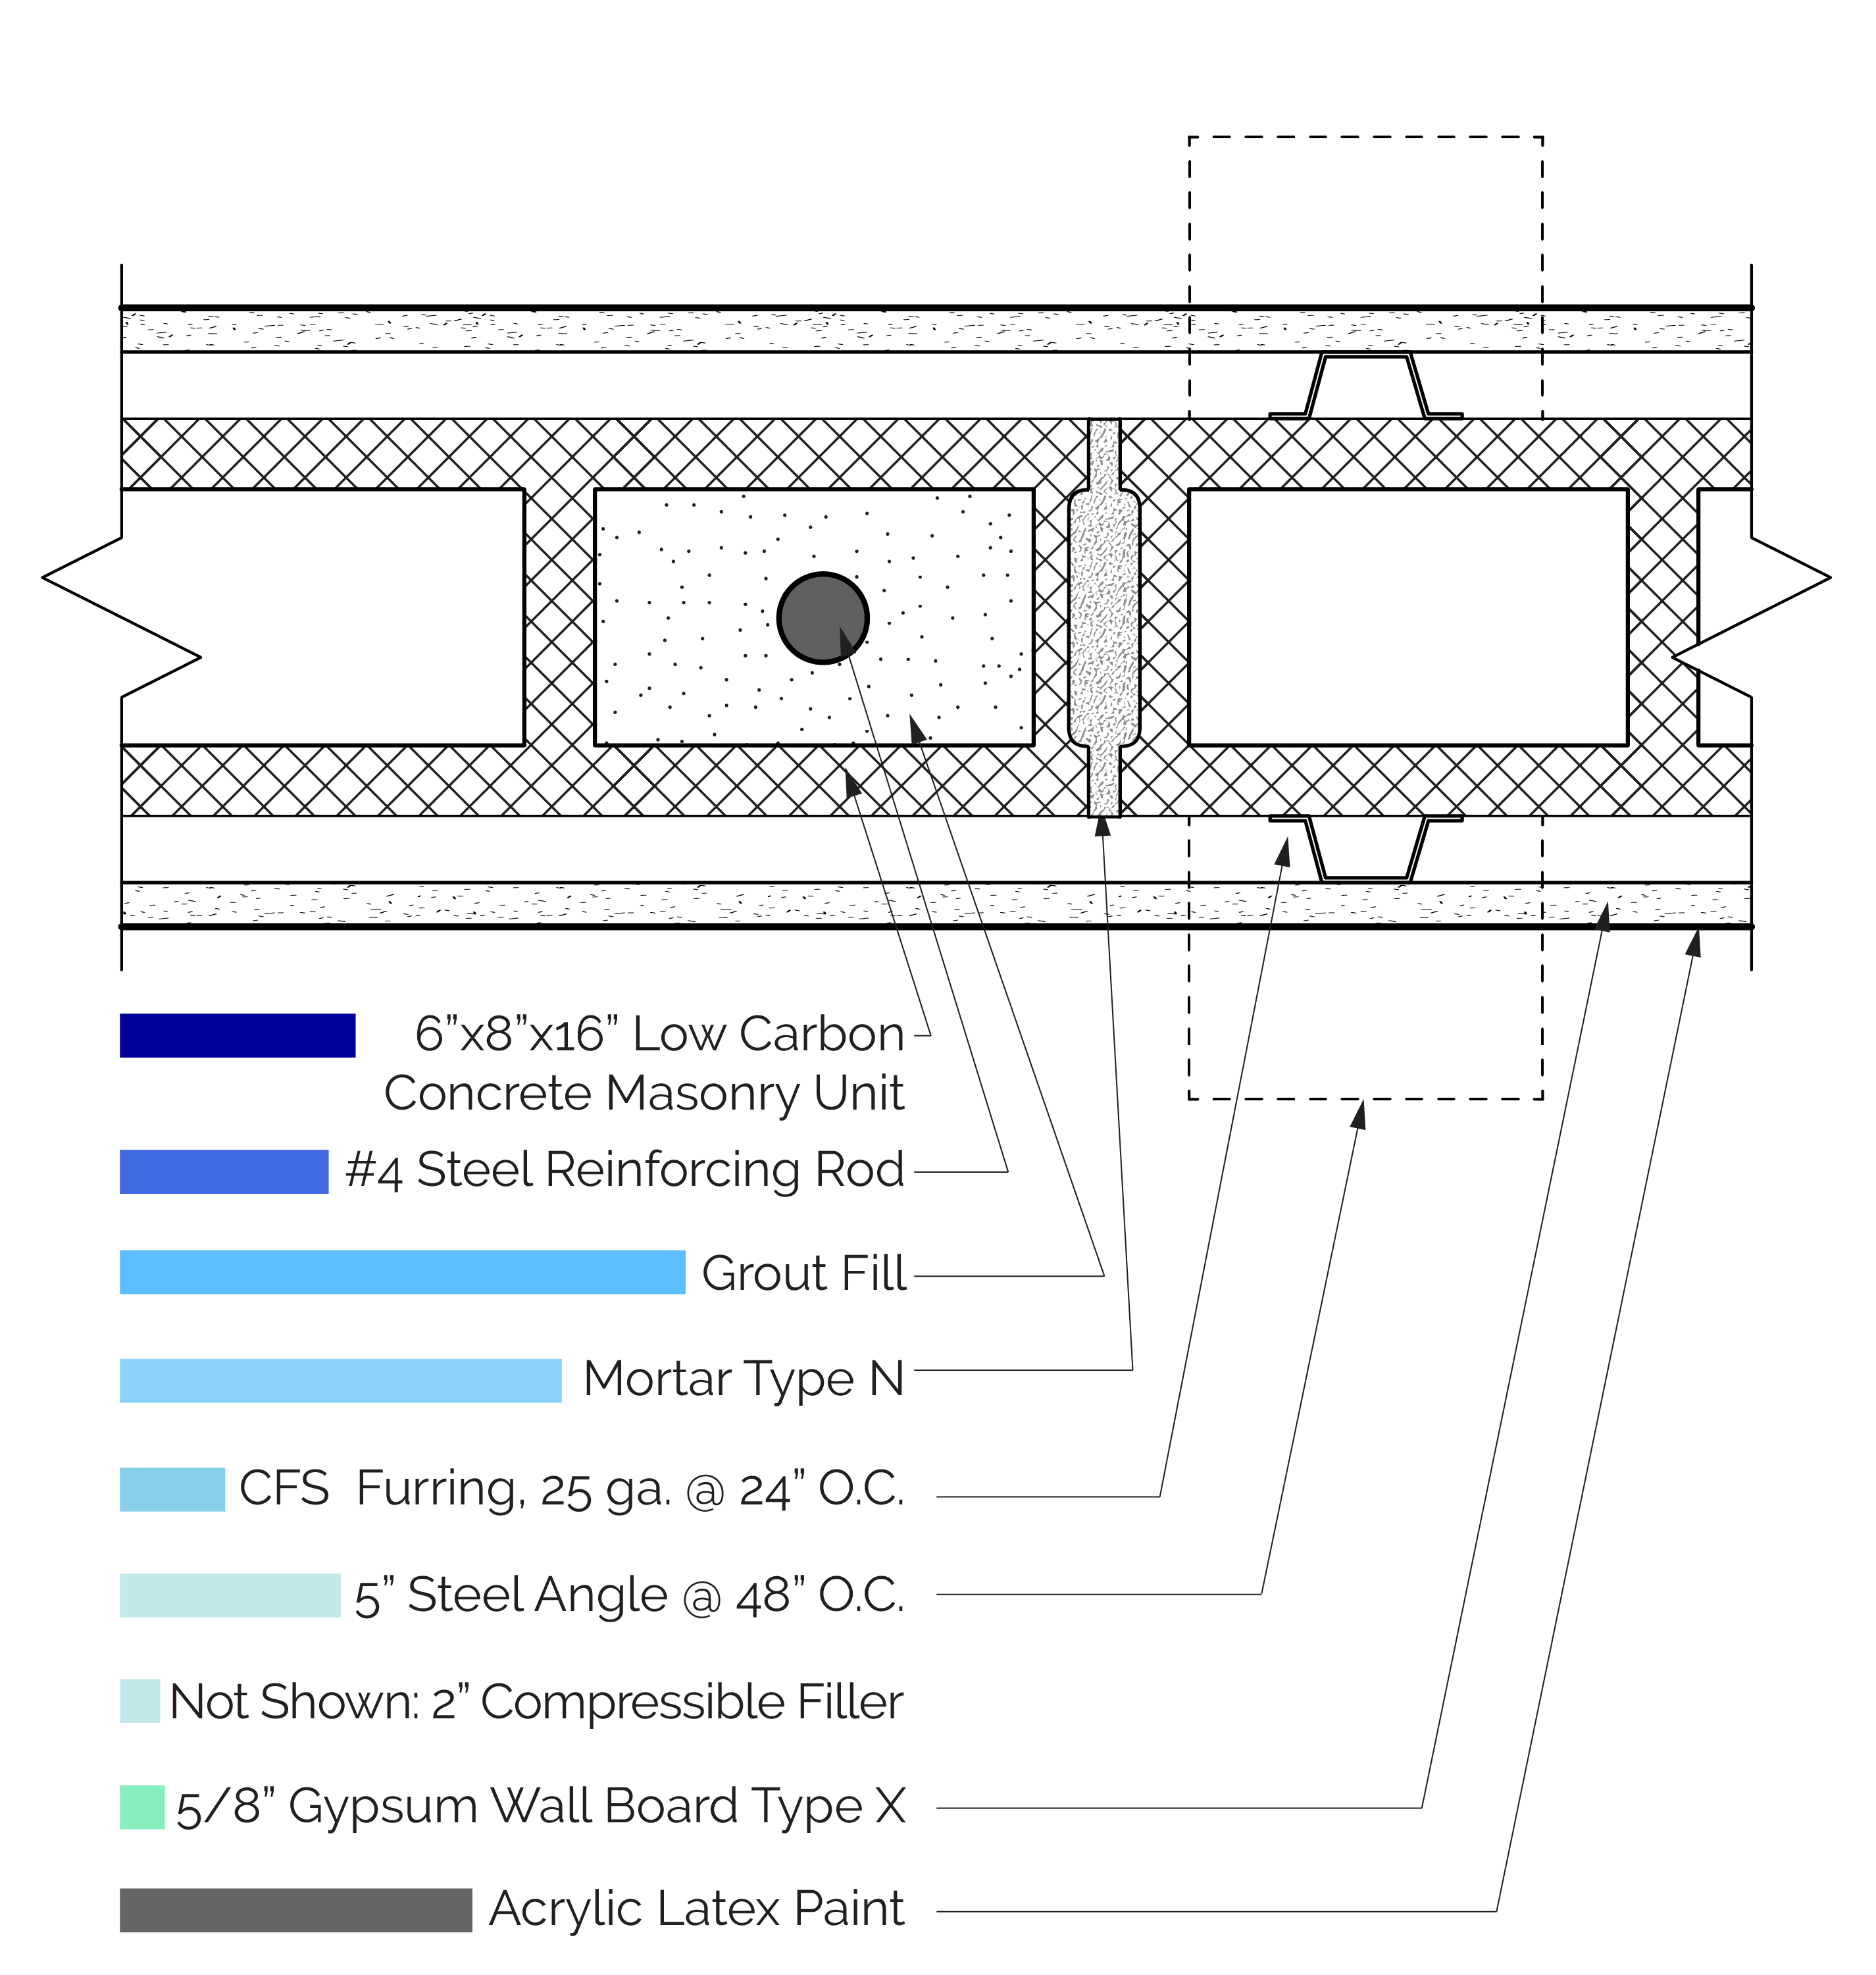 6”x8”x16” Low Carbon
Concrete Masonry Unit
#4 Steel Reinforcing Rod
Grout Fill
Mortar Type N
CFS  Furring, 25 ga. @ 24” O.C.
5” Steel Angle @ 48” O.C.
Not Shown: 2” Compressible Filler
5/8” Gypsum Wall Board Type X
Acrylic Latex Paint